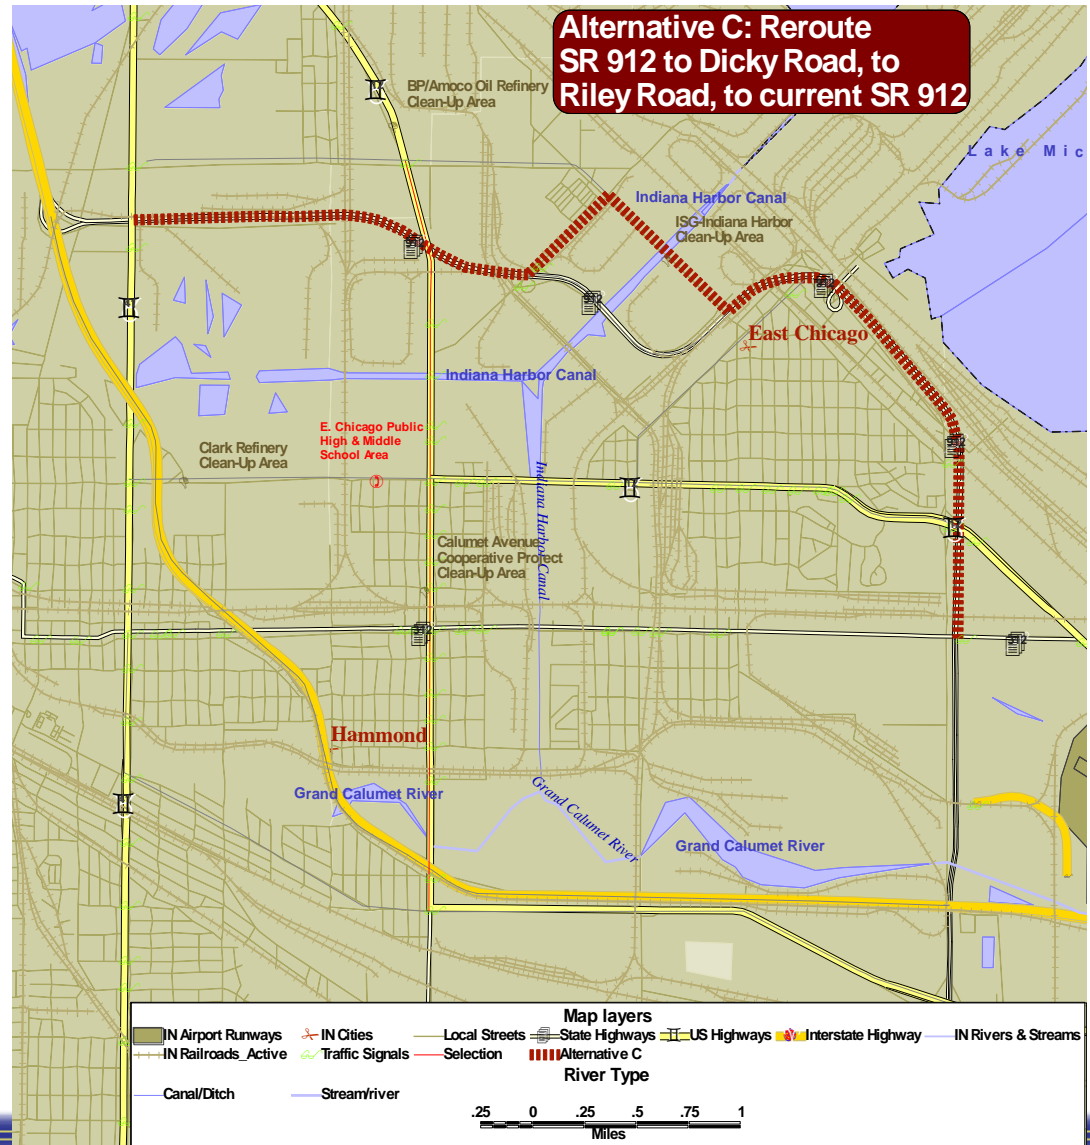 Alternative C: Reroute
SR 912 to Dicky Road, to
Riley Road, to current SR 912
BP/Amoco Oil Refinery
Clean-Up Area
Lake Mic
Indiana Harbor Canal
ISG-Indiana Harbor
Clean-Up Area
912
912
East Chicago
Indiana Harbor Canal
E. Chicago Public
High & Middle
School Area
Clark Refinery
Clean-Up Area
912
Indiana Harbor Canal
Calumet Avenue
Cooperative Project
Clean-Up Area
312
312
Hammond
Grand Calumet River
Grand Calumet River
Grand Calumet River
Map layers
IN Airport Runways
IN Cities
Local Streets
State Highways
US Highways
Interstate Highway
IN Rivers & Streams
IN Railroads_Active
Traffic Signals
Selection
Alternative C
River Type
Canal/Ditch
Stream/river
.25 0 .25 .5 .75 1
Miles